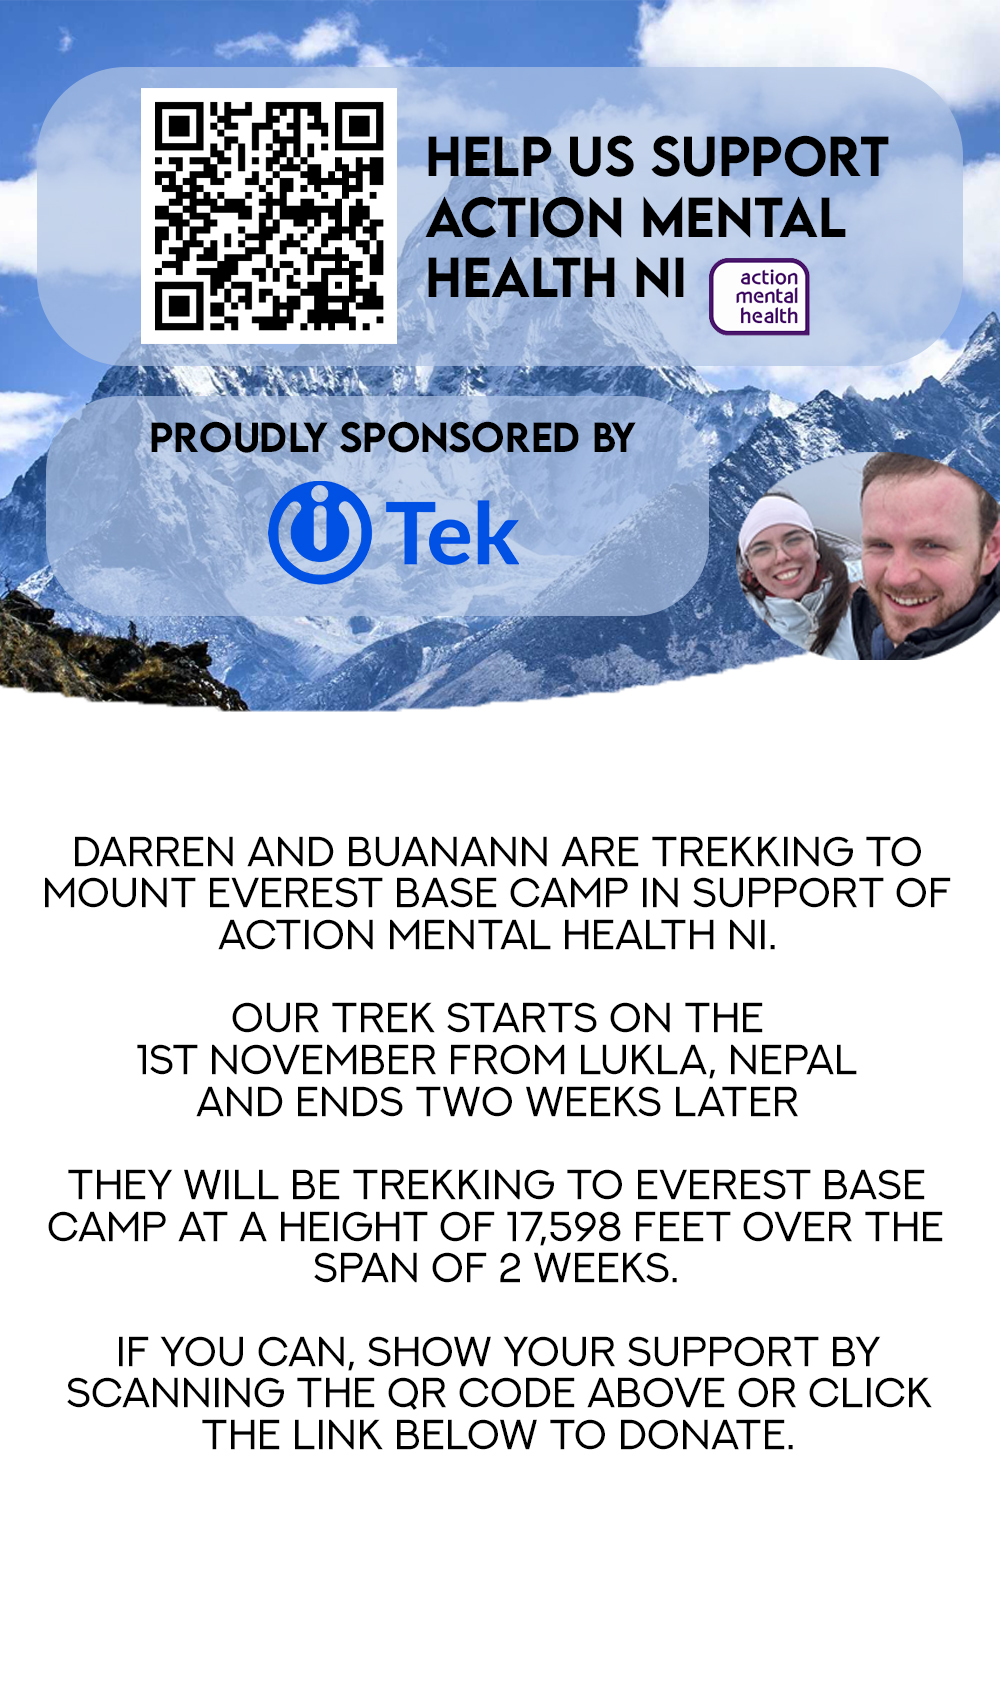 HELP US SUPPORT
ACTION MENTAL
HEALTH NI
action
mental
health
PROUDLY SPONSORED BY
i Tek
DARREN AND BUANANN ARE TREKKING TO
MOUNT EVEREST BASE CAMP IN SUPPORT OF
ACTION MENTAL HEALTH NI.
OUR TREK STARTS ON THE
1ST NOVEMBER FROM LUKLA, NEPAL
AND ENDS TWO WEEKS LATER
THEY WILL BE TREKKING TO EVEREST BASE
CAMP AT A HEIGHT OF 17,598 FEET OVER THE
SPAN OF 2 WEEKS.
IF YOU CAN, SHOW YOUR SUPPORT BY
SCANNING THE QR CODE ABOVE OR CLICK
THE LINK BELOW TO DONATE.